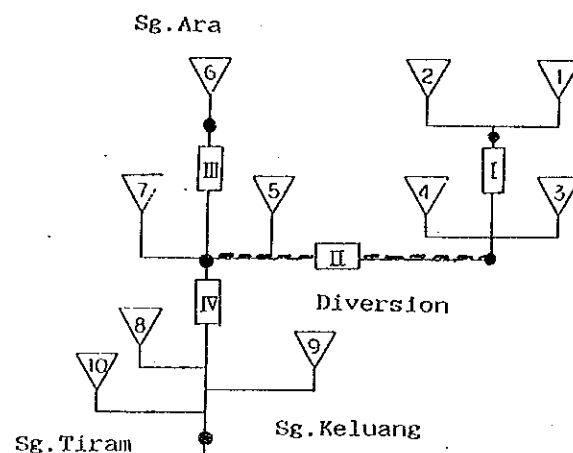 Sg.Ara
6
2
1
III
I
7
5
4
3
II
IV
Diversion
8
9
10
Sg.Keluang
Sg.Tiram